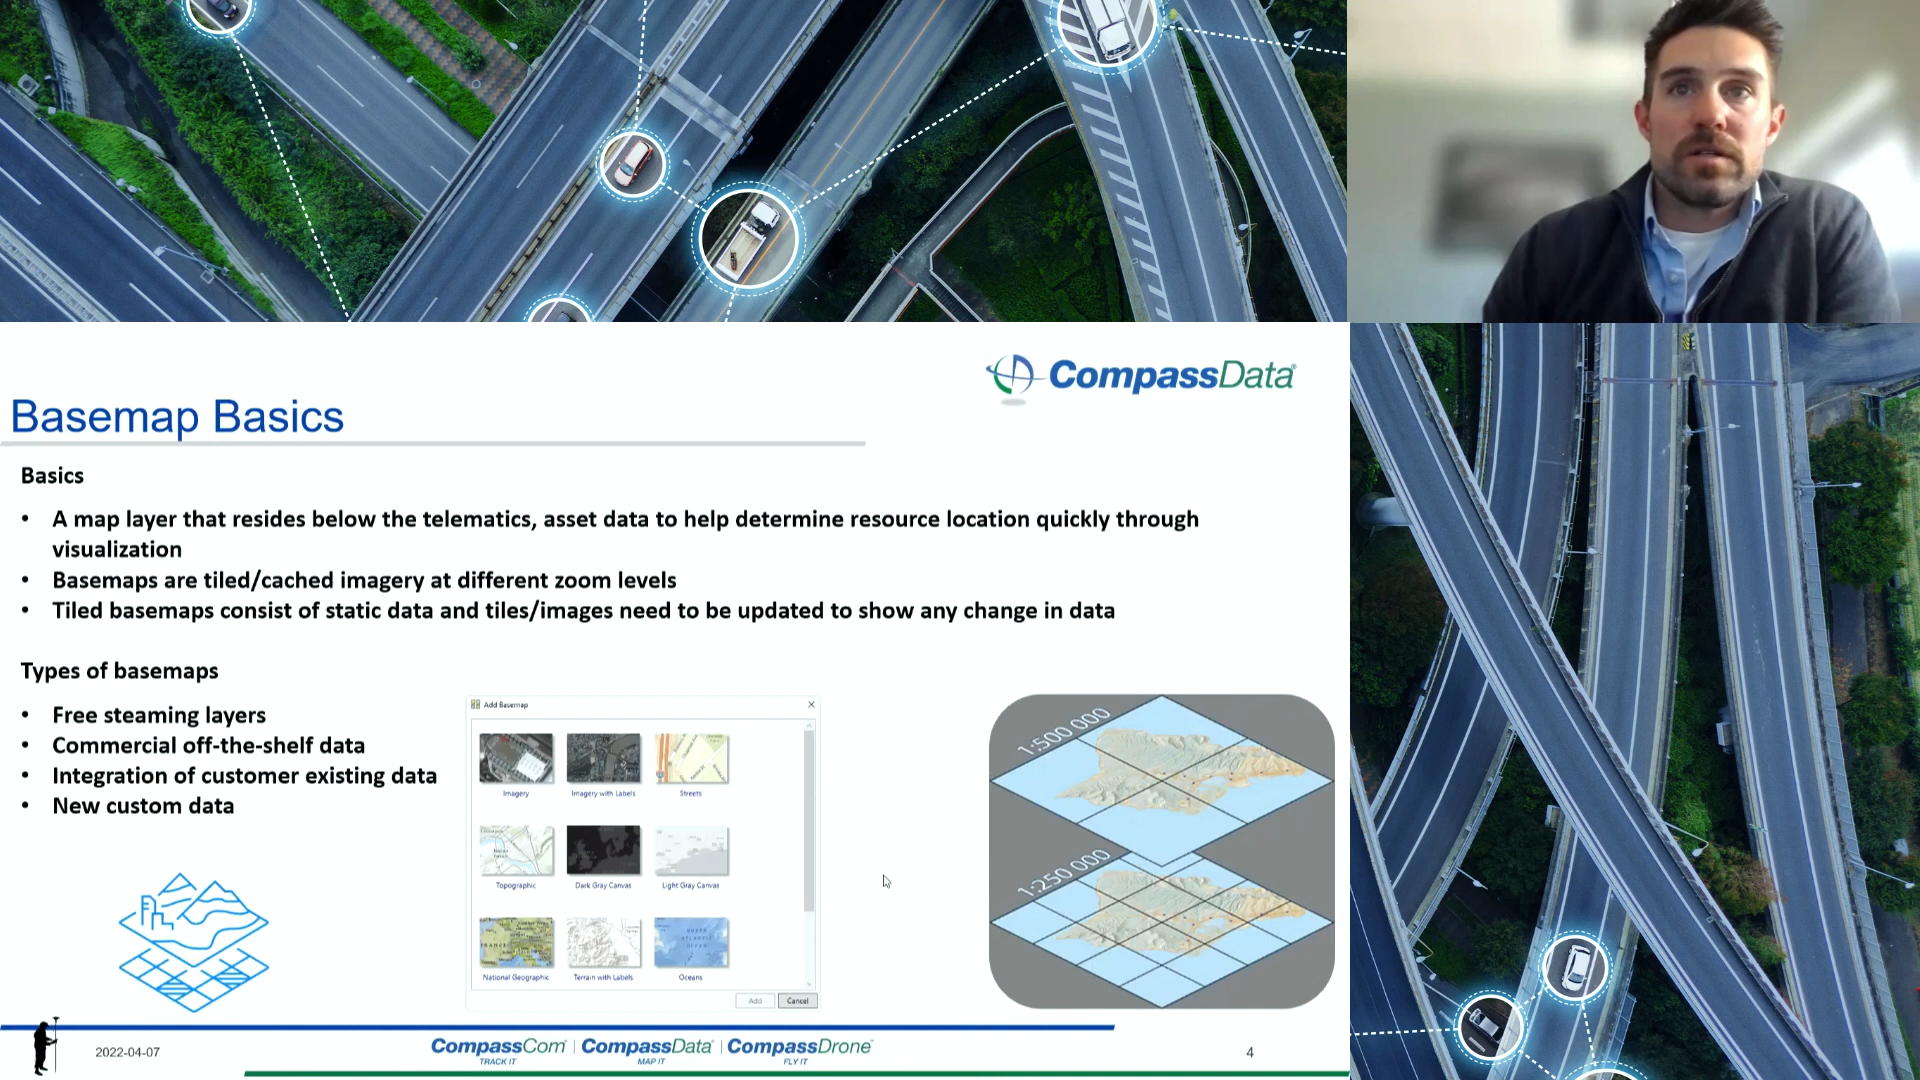 CompassData
Basemap Basics
Basics
• A map layer that resides below the telematics, asset data to help determine resource location quickly through
visualization
• Basemaps are tiled/cached imagery at different zoom levels
• Tiled basemaps consist of static data and tiles/images need to be updated to show any change in data
Types of basemaps
• Free steaming layers
• Commercial off-the-shelf data
• Integration of customer existing data
• New custom data
Add Basemap
Imagery
Imagery with Labels
Streets
Topographic
Dark Gray Canvas
Light Gray Canvas
FRANCE
ATLANTIC
OCEAN
National Geographic
Terrain with Labels
Oceans
Add
Cancel
1:500 000
1:250 000
2022-04-07
CompassCom | CompassData | CompassDrone
TRACK IT MAP IT FLY IT
4